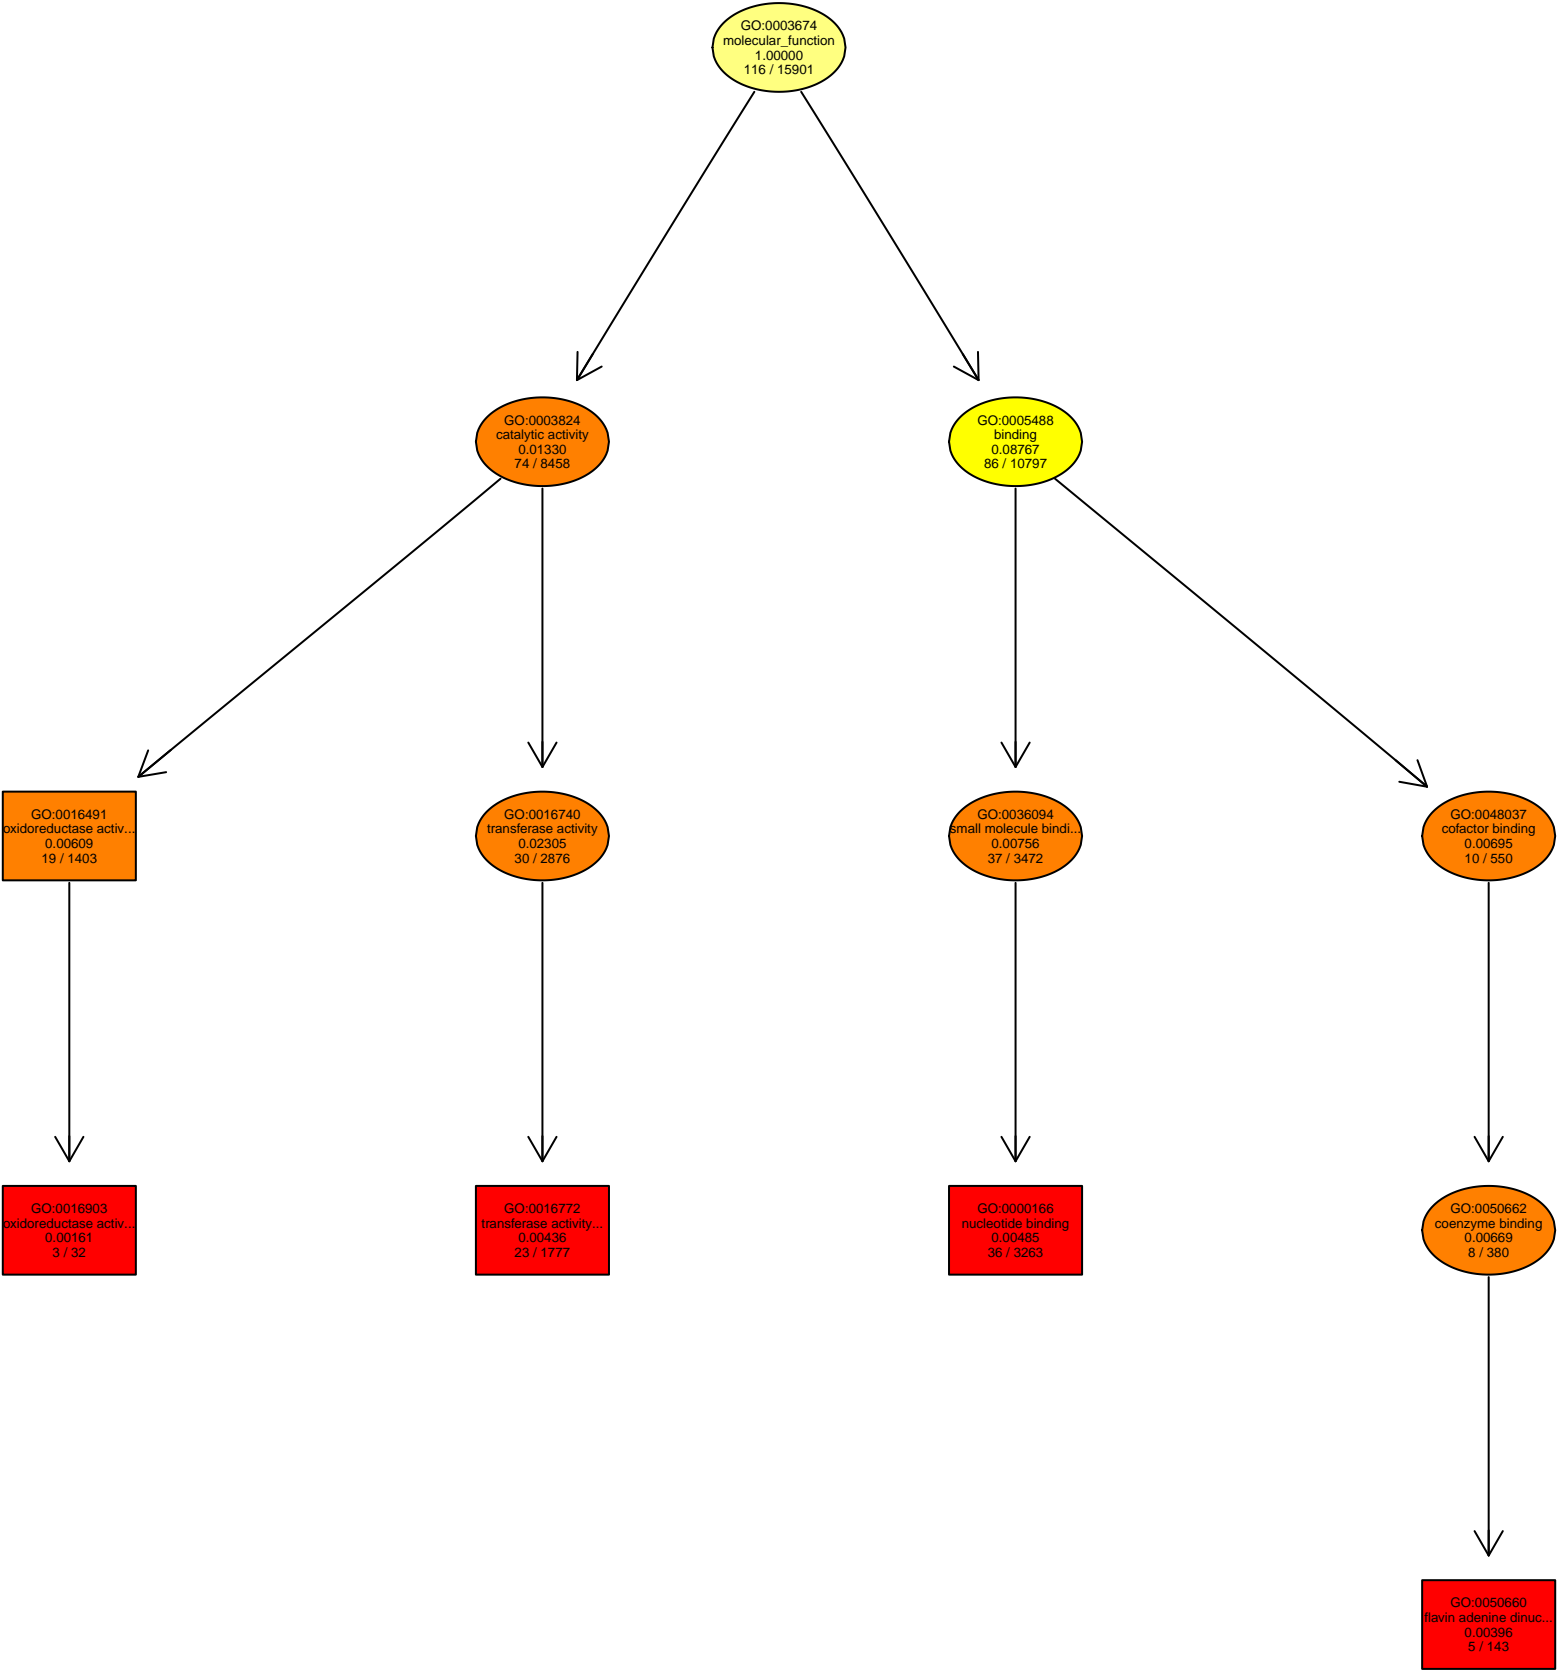 GO:0003674
molecular_function
1.00000
116 / 15901
GO:0003824
catalytic activity
0.01330
74 / 8458
GO:0005488
binding
0.08767
86 / 10797
GO:0016491
oxidoreductase activ...
0.00609
19 / 1403
GO:0016740
transferase activity
0.02305
30 / 2876
GO:0036094
small molecule bindi...
0.00756
37 / 3472
GO:0048037
cofactor binding
0.00695
10 / 550
GO:0016903
oxidoreductase activ...
0.00161
3 / 32
GO:0016772
transferase activity...
0.00436
23 / 1777
GO:0000166
nucleotide binding
0.00485
36 / 3263
GO:0050662
coenzyme binding
0.00669
8 / 380
GO:0050660
flavin adenine dinuc...
0.00396
5 / 143